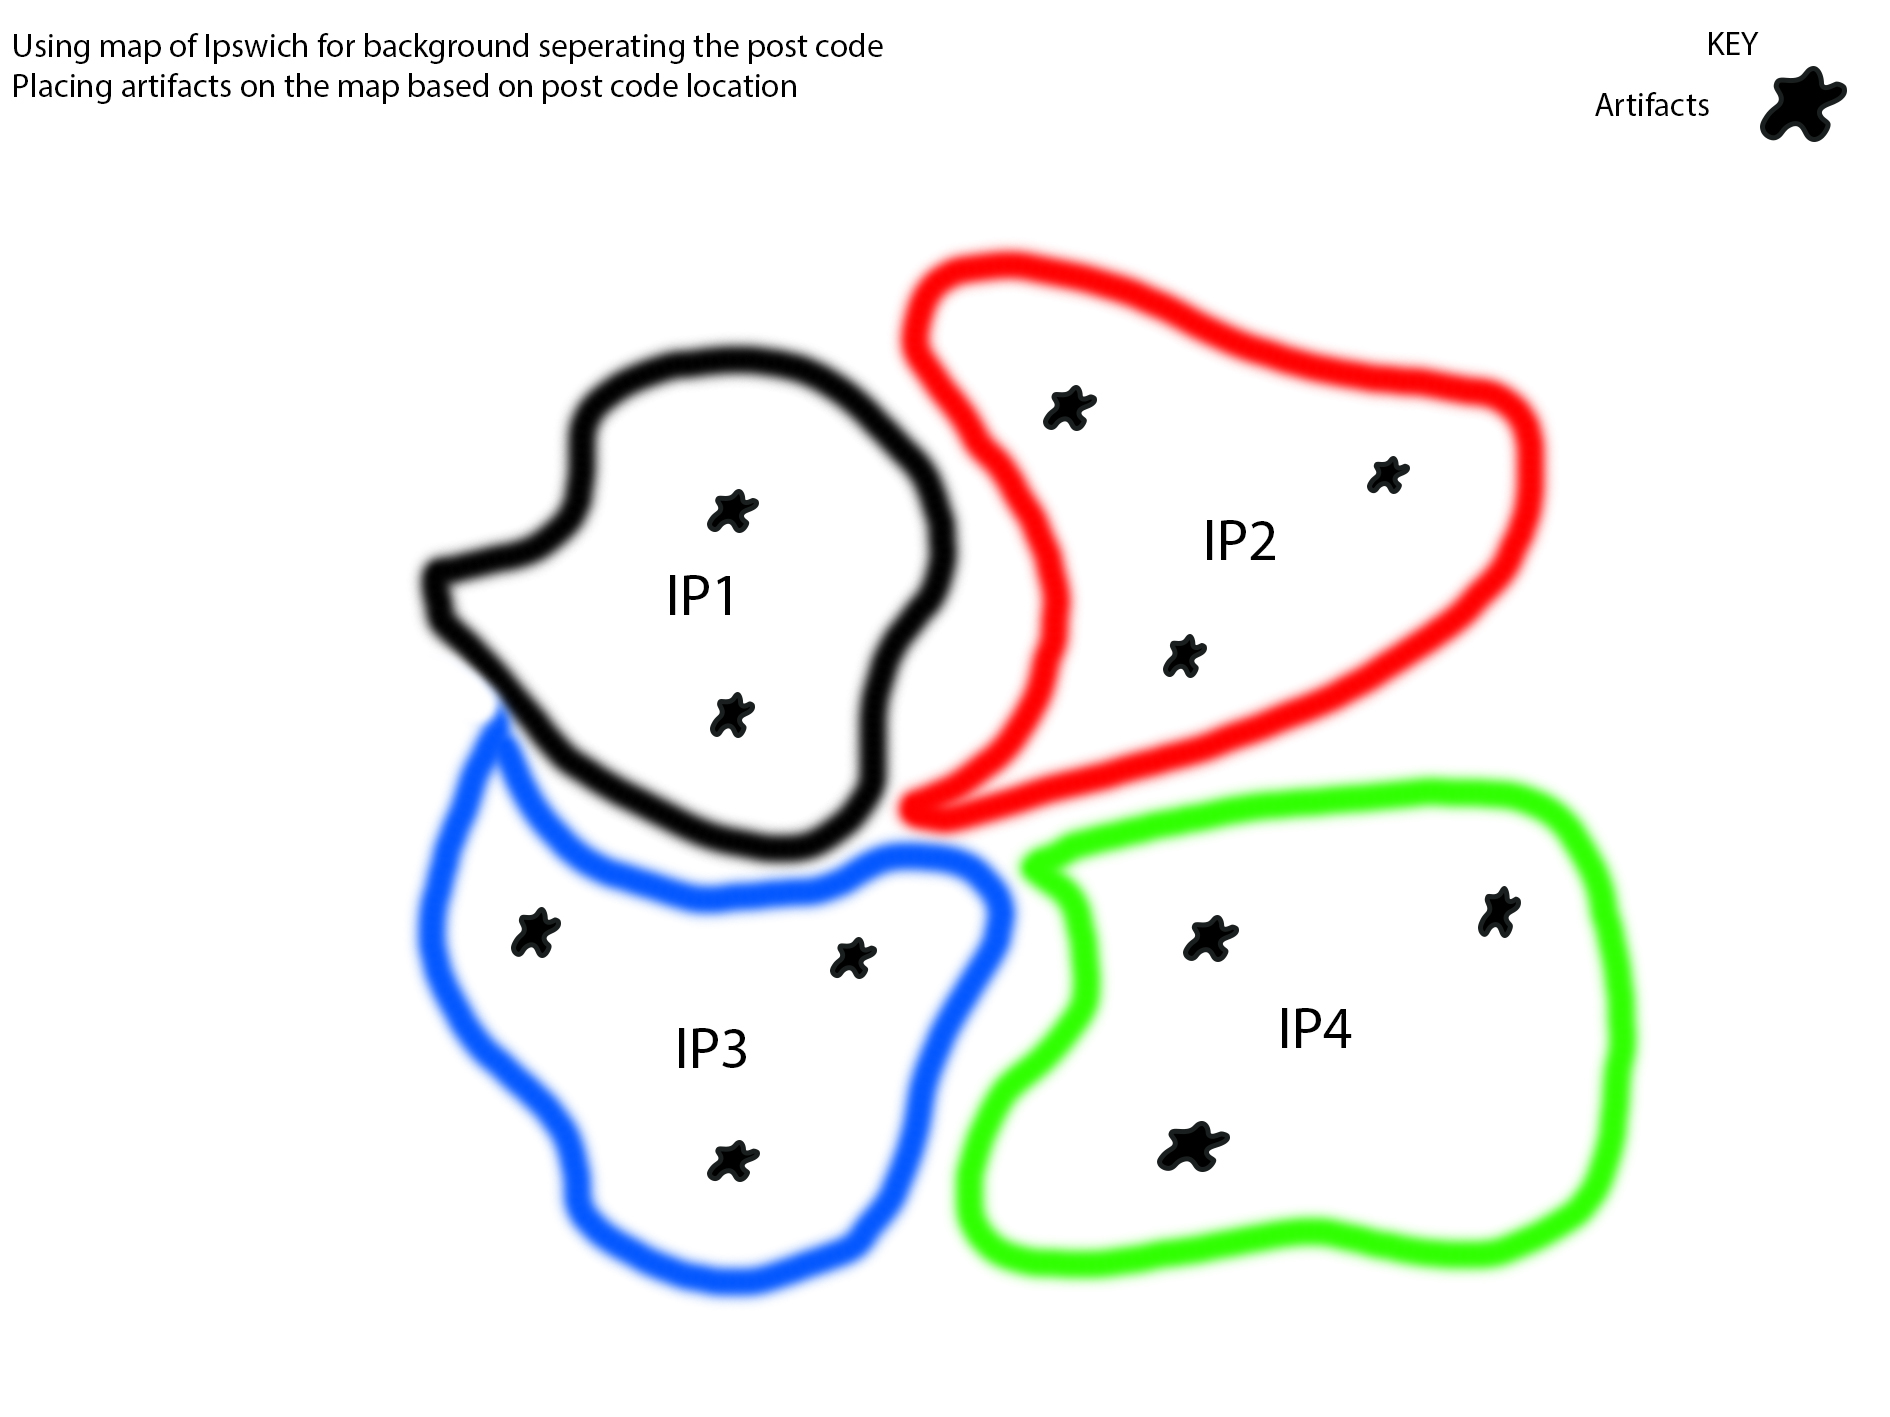 Using map of Ipswich for background seperating the post code
Placing artifacts on the map based on post code location
KEY
Artifacts
IP1
IP2
IP3
IP4